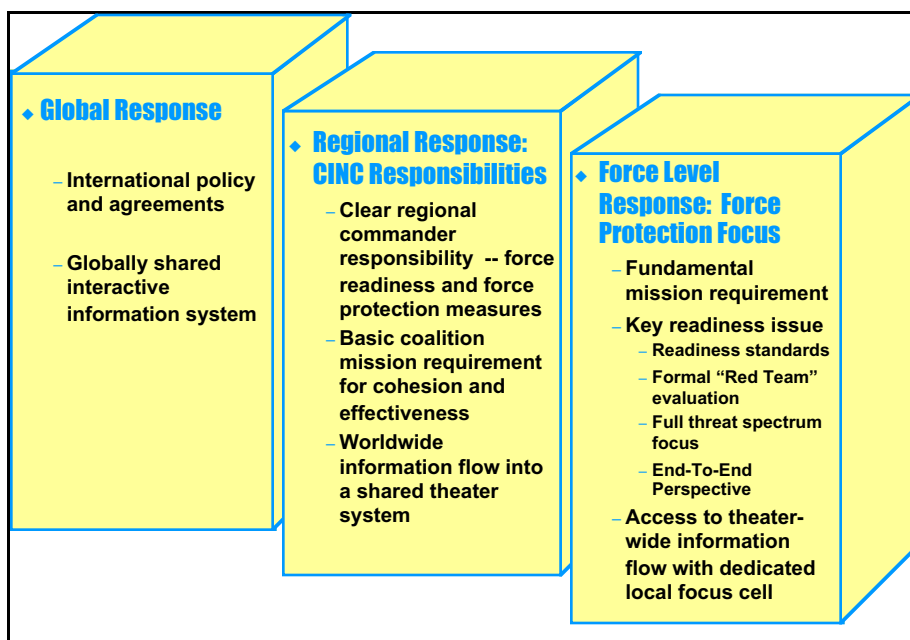 ◆ Global Response
– International policy
and agreements
– Globally shared
interactive
information system
◆ Regional Response:
CINC Responsibilities
– Clear regional
commander
responsibility -- force
readiness and force
protection measures
– Basic coalition
mission requirement
for cohesion and
effectiveness
– Worldwide
information flow into
a shared theater
system
◆ Force Level
Response: Force
Protection Focus
– Fundamental
mission requirement
– Key readiness issue
– Readiness standards
– Formal “Red Team”
evaluation
– Full threat spectrum
focus
– End-To-End
Perspective
– Access to theater-
wide information
flow with dedicated
local focus cell